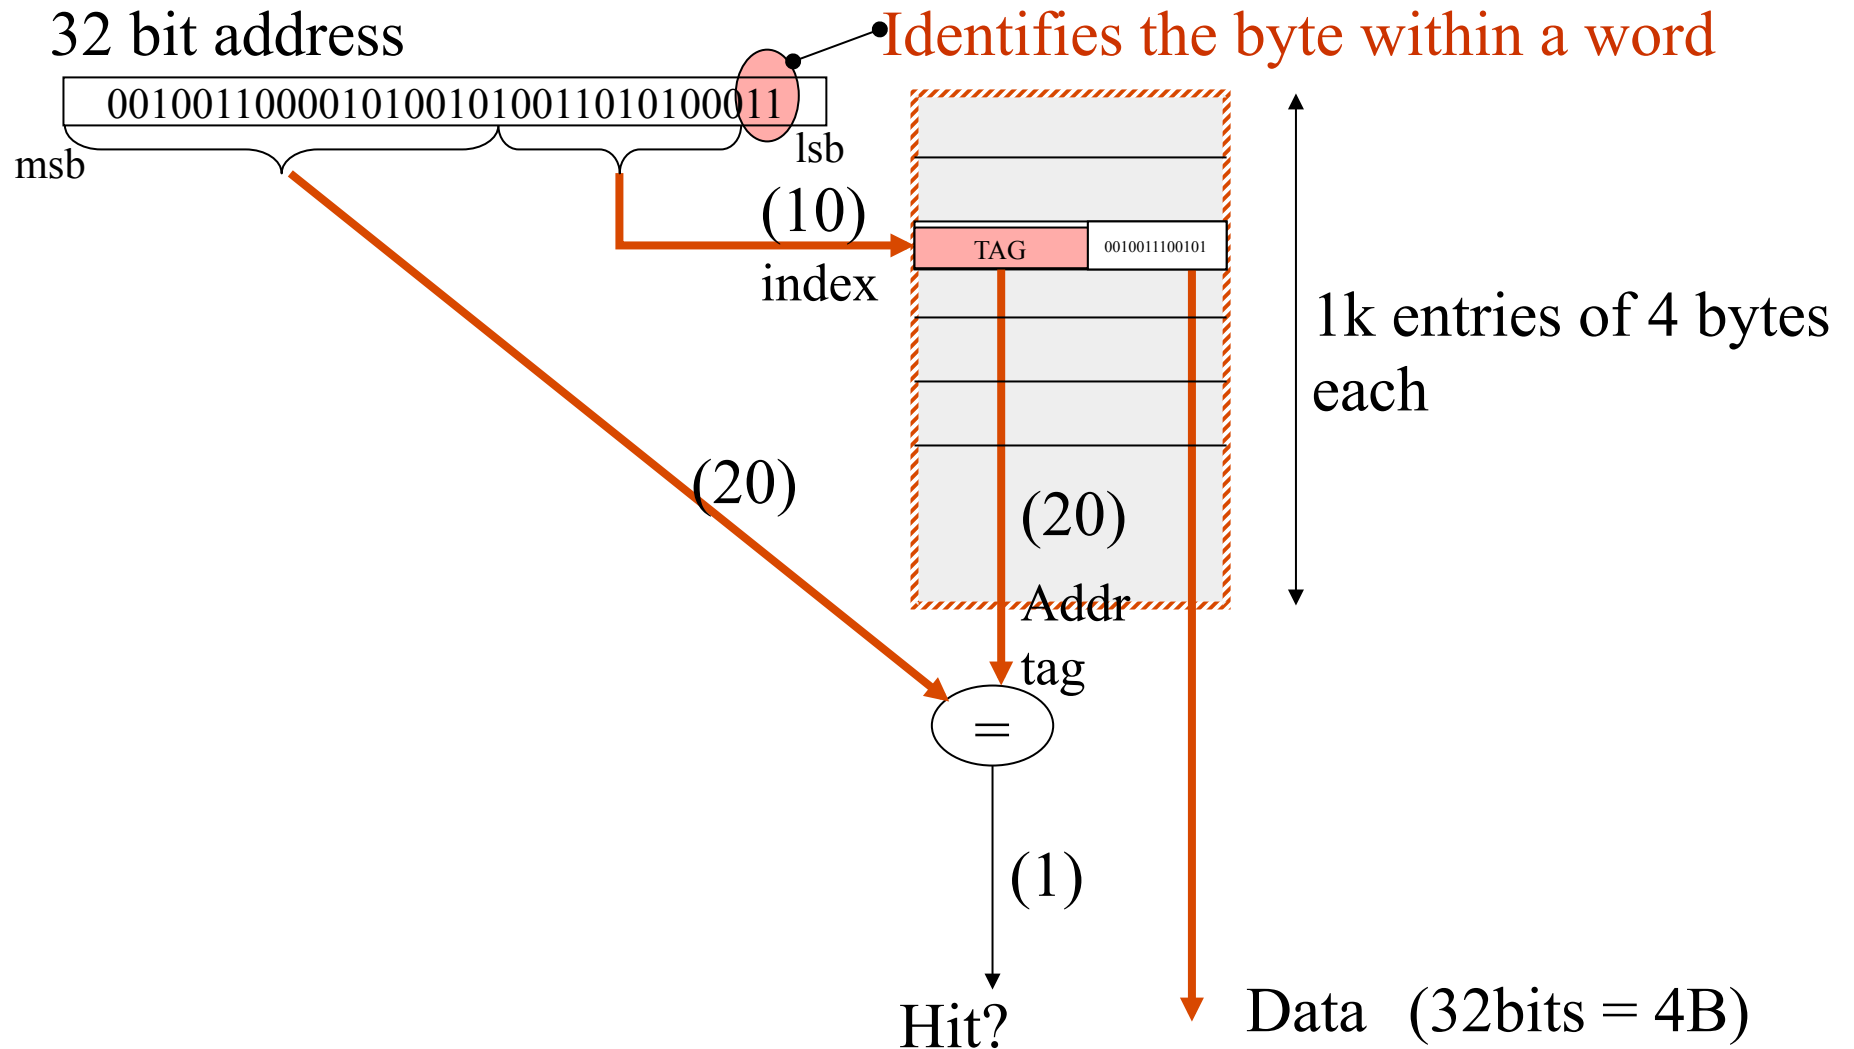 32 bit address
Identifies the byte within a word
00100110000101001010011010100011
msb
lsb
(10)
index
TAG
0010011100101
1k entries of 4 bytes
each
(20)
(20)
Addr
tag
=
(1)
Hit?
Data (32bits = 4B)